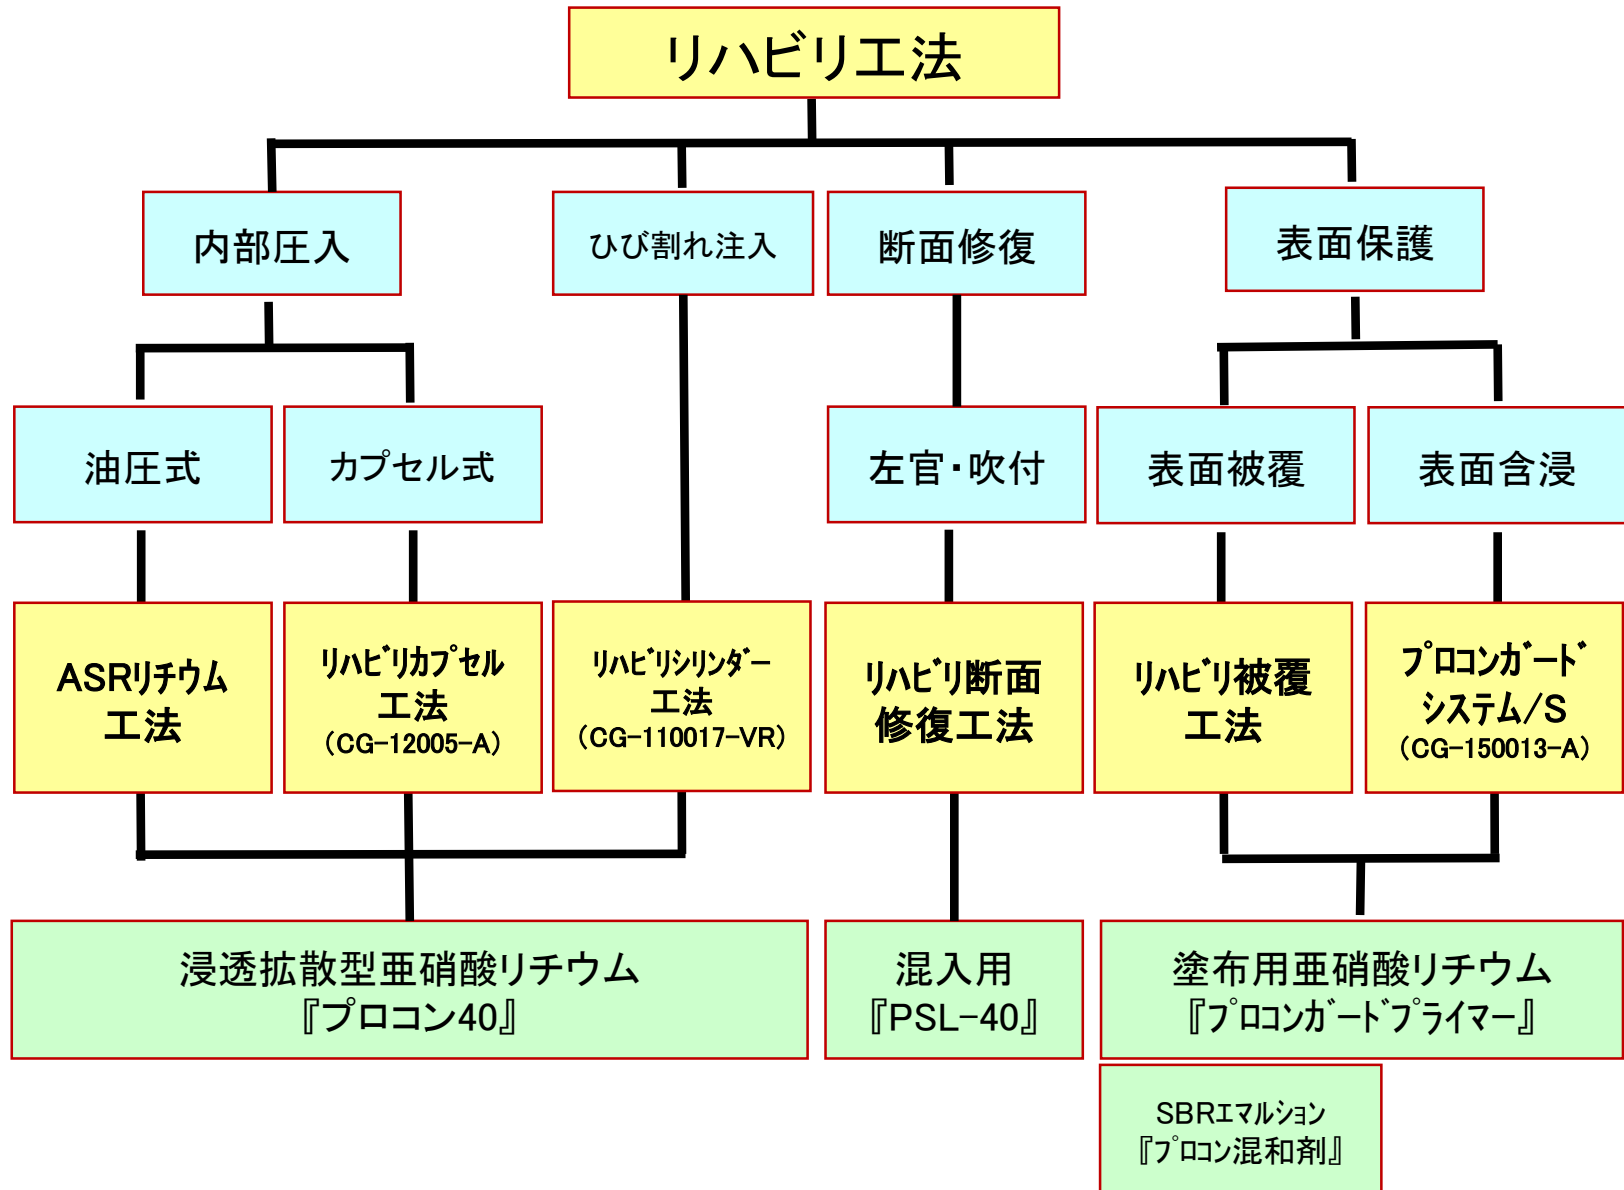 リハビリ工法
内部圧入
ひび割れ注入
断面修復
表面保護
油圧式
カプセル式
左官・吹付
表面被覆
表面含浸
ASRﾘﾁｳﾑ
工法
ﾘﾊﾋﾞﾘｶﾌﾟｾﾙ
工法
(CG-12005-A)
ﾘﾊﾋﾞﾘｼﾘﾝﾀﾞｰ
工法
(CG-110017-VR)
ﾘﾊﾋﾞﾘ断面
修復工法
ﾘﾊﾋﾞﾘ被覆
工法
ﾌﾟﾛｺﾝｶﾞｰﾄﾞ
ｼｽﾃﾑ/S
(CG-150013-A)
浸透拡散型亜硝酸リチウム
『プロコン40』
混入用
『PSL-40』
塗布用亜硝酸リチウム
『ﾌﾟﾛｺﾝｶﾞｰﾄﾞﾌﾟﾗｲﾏｰ』
SBRｴﾏﾙｼｮﾝ
『ﾌﾟﾛｺﾝ混和剤』